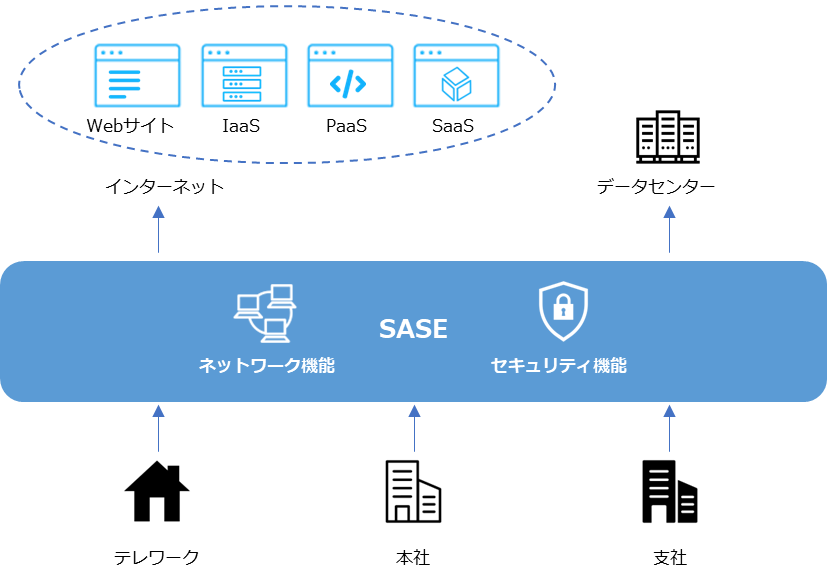 Webサイト
IaaS
PaaS
SaaS
インターネット
データセンター
SASE
ネットワーク機能
セキュリティ機能
テレワーク
本社
支社